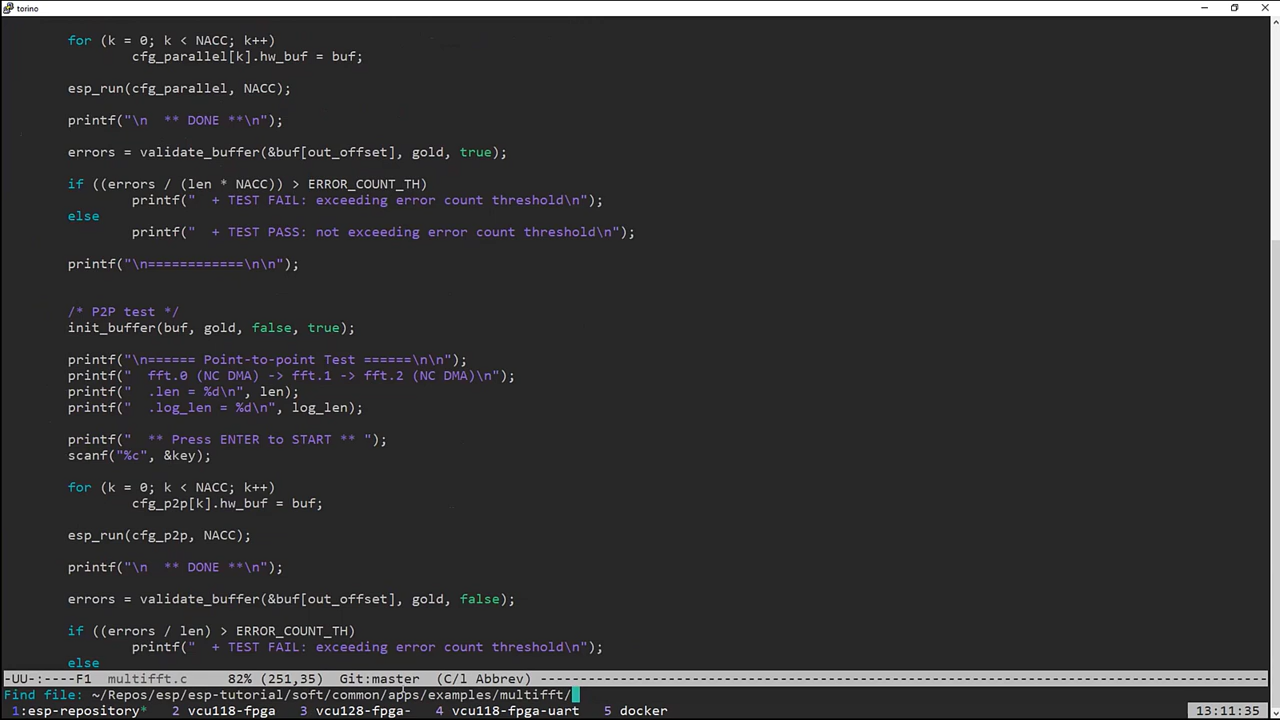 torino
for (k = 0; k < NACC; k++)
cfg_parallel[k].hw_buf = buf;
esp_run(cfg_parallel, NACC);
printf("\n  ** DONE **\n");
errors = validate_buffer(&buf[out_offset], gold, true);
if ((errors / (len * NACC)) > ERROR_COUNT_TH)
printf("  + TEST FAIL: exceeding error count threshold\n");
else
printf("  + TEST PASS: not exceeding error count threshold\n");
printf("\n============\n\n");
/* P2P test */
init_buffer(buf, gold, false, true);
printf("\n====== Point-to-point Test ======\n\n");
printf("  fft.0 (NC DMA) -> fft.1 -> fft.2 (NC DMA)\n");
printf("  .len = %d\n", len);
printf("  .log_len = %d\n", log_len);
printf("  ** Press ENTER to START ** ");
scanf("%c", &key);
for (k = 0; k < NACC; k++)
cfg_p2p[k].hw_buf = buf;
esp_run(cfg_p2p, NACC);
printf("\n  ** DONE **\n");
errors = validate_buffer(&buf[out_offset], gold, false);
if ((errors / len) > ERROR_COUNT_TH)
printf("  + TEST FAIL: exceeding error count threshold\n");
else
-UU-:----F1  multifft.c     82% (251,35)   Git:master  (C/l Abbrev)
Find file: ~/Repos/esp/esp-tutorial/soft/common/apps/examples/multifft/
1:esp-repository*  2 vcu118-fpga  3 vcu128-fpga-  4 vcu118-fpga-uart  5 docker  13:11:35